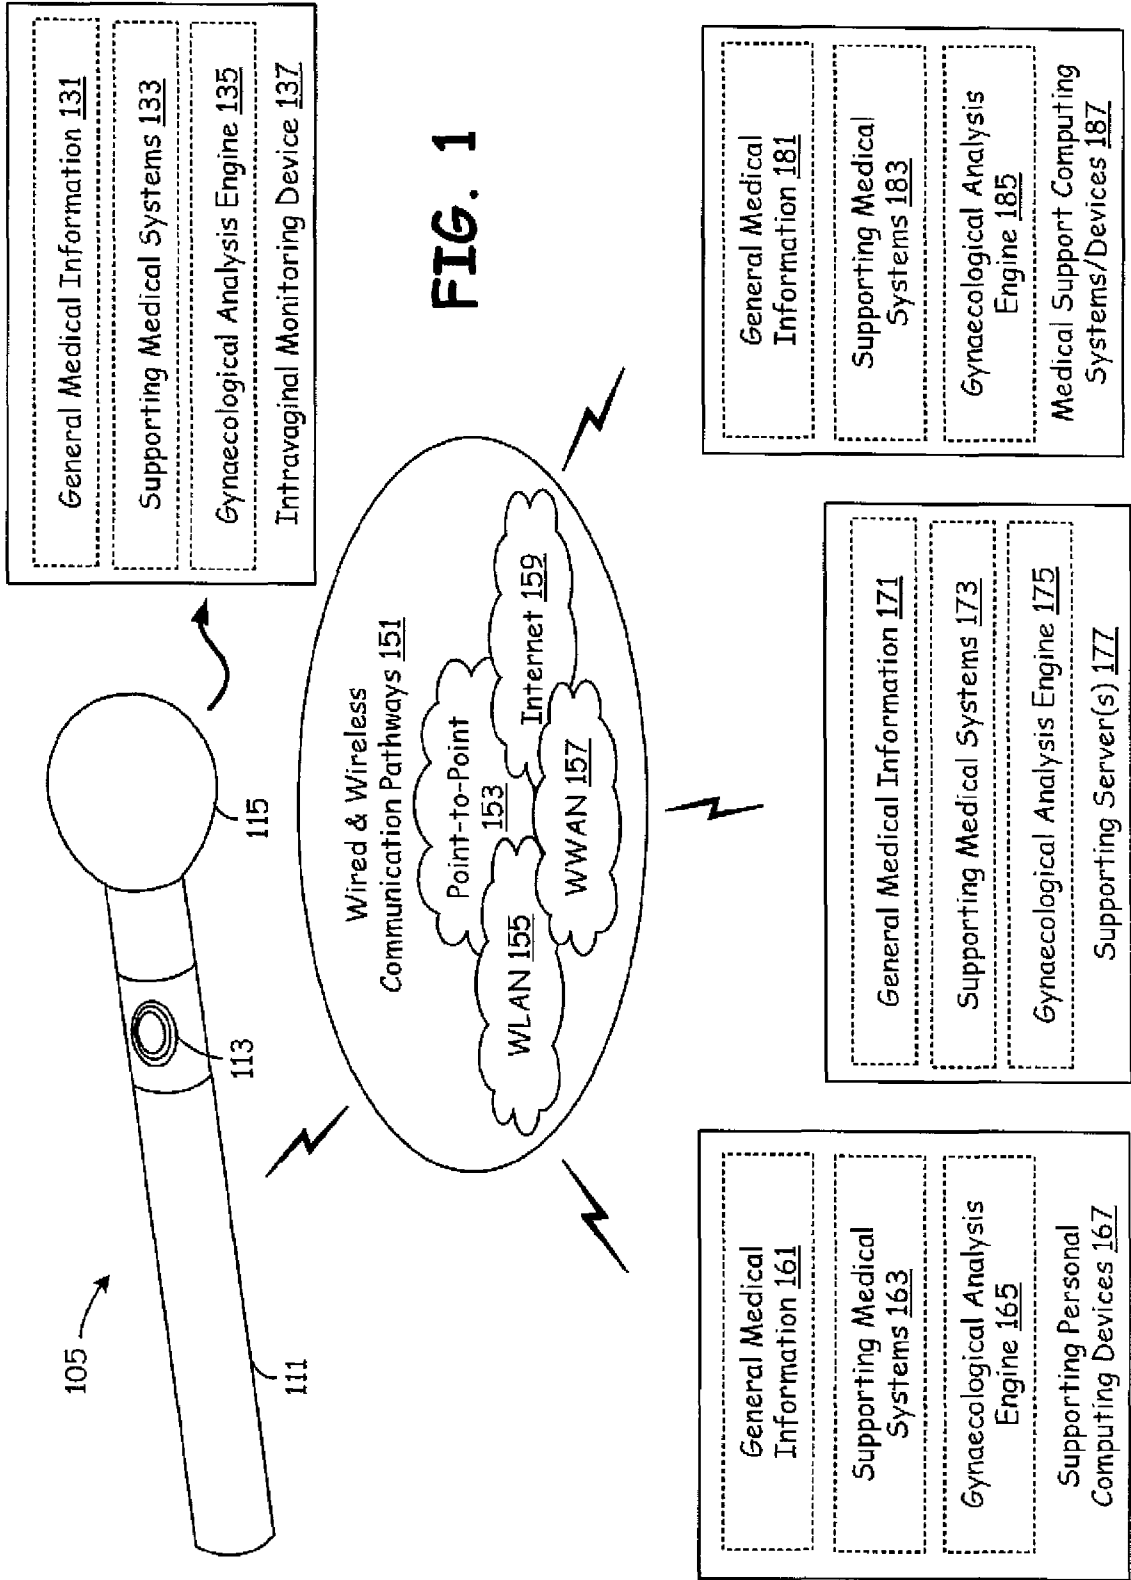 105
111
113
115
General Medical Information 131
Supporting Medical Systems 133
Gynaecological Analysis Engine 135
Intravaginal Monitoring Device 137
Wired & Wireless
Communication Pathways 151
Point-to-Point
153
WLAN 155
WWAN 157
Internet 159
FIG. 1
General Medical
Information 161
Supporting Medical
Systems 163
Gynaecological Analysis
Engine 165
Supporting Personal
Computing Devices 167
General Medical Information 171
Supporting Medical Systems 173
Gynaecological Analysis Engine 175
Supporting Server(s) 177
General Medical
Information 181
Supporting Medical
Systems 183
Gynaecological Analysis
Engine 185
Medical Support Computing
Systems/Devices 187